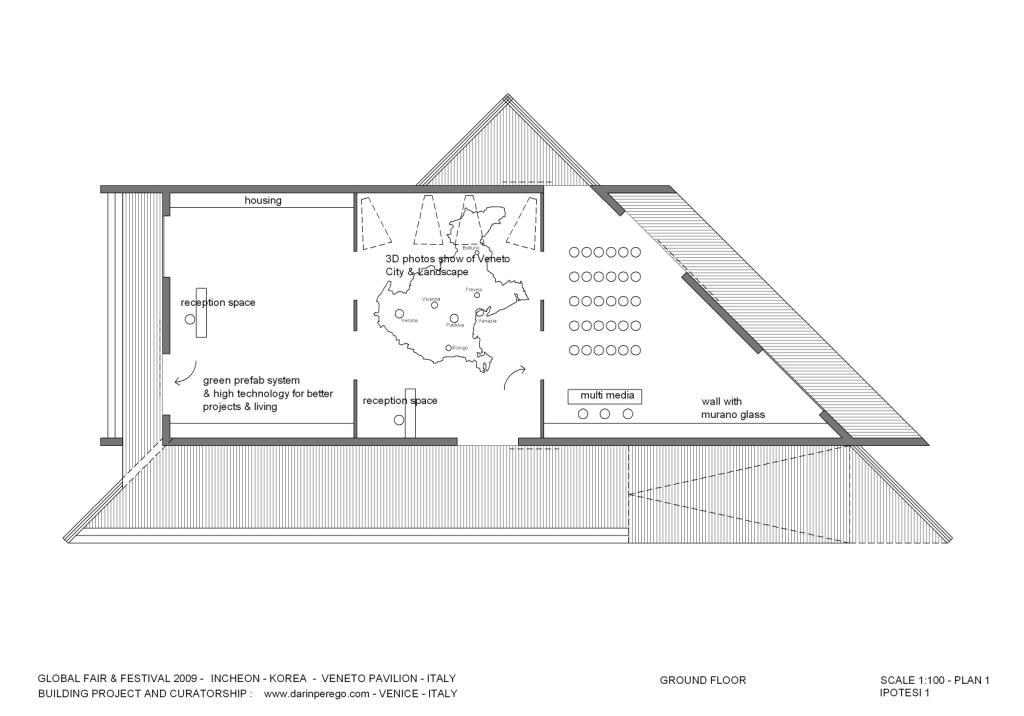 housing
Belluno
3D photos show of Veneto
City & Landscape
Treviso
reception space
Vicenza
Verona
Padova
Venezia
Rovigo
green prefab system
& high technology for better
projects & living
reception space
multi media
wall with
murano glass
GLOBAL FAIR & FESTIVAL 2009 - INCHEON - KOREA - VENETO PAVILION - ITALY
BUILDING PROJECT AND CURATORSHIP : www.darinperego.com - VENICE - ITALY
GROUND FLOOR
SCALE 1:100 - PLAN 1
IPOTESI 1